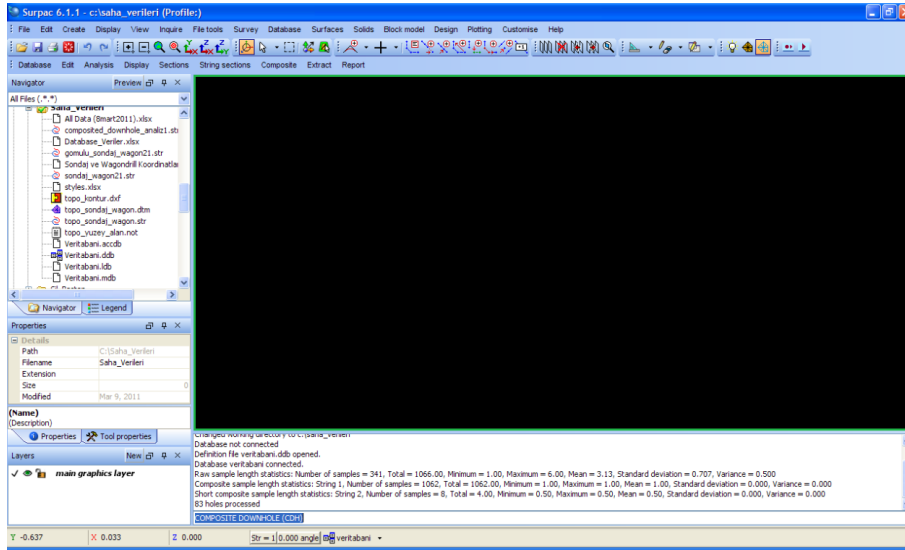 Surpac 6.1.1 - c:\saha_verileri (Profile:)
File Edit Create Display View Inquire File tools Survey Database Surfaces Solids Block model Design Plotting Customise Help
Database Edit Analysis Display Sections String sections Composite Extract Report
Navigator Preview
All Files (*.*)
Saha_Verileri
All Data (8mart2011).xlsx
composited_downhole_analiz1.str
Database_Veriler.xlsx
gomulu_sondaj_wagon21.str
Sondaj ve Wagondrill Koordinatlar
sondaj_wagon21.str
styles.xlsx
topo_kontur.dxf
topo_sondaj_wagon.dtm
topo_sondaj_wagon.str
topo_yuzey_alan.not
Veritabani.accdb
Veritabani.ddb
Veritabani.ldb
Veritabani.mdb
Navigator Legend
Properties
Details
Path C:\Saha_Verileri
Filename Saha_Verileri
Extension
Size 0
Modified Mar 9, 2011
(Name)
(Description)
Properties Tool properties
Layers New
main graphics layer
Changed working directory to c:\saha_verileri
Database not connected
Definition file veritabani.ddb opened.
Database veritabani connected.
Raw sample length statistics: Number of samples = 341, Total = 1066.00, Minimum = 1.00, Maximum = 6.00, Mean = 3.13, Standard deviation = 0.707, Variance = 0.500
Composite sample length statistics: String 1, Number of samples = 1062, Total = 1062.00, Minimum = 1.00, Maximum = 1.00, Mean = 1.00, Standard deviation = 0.000, Variance = 0.000
Short composite sample length statistics: String 2, Number of samples = 8, Total = 4.00, Minimum = 0.50, Maximum = 0.50, Mean = 0.50, Standard deviation = 0.000, Variance = 0.000
83 holes processed
COMPOSITE DOWNHOLE (CDH)
Y -0.637 X 0.033 Z 0.000 Str = 1 0.000 angle veritabani